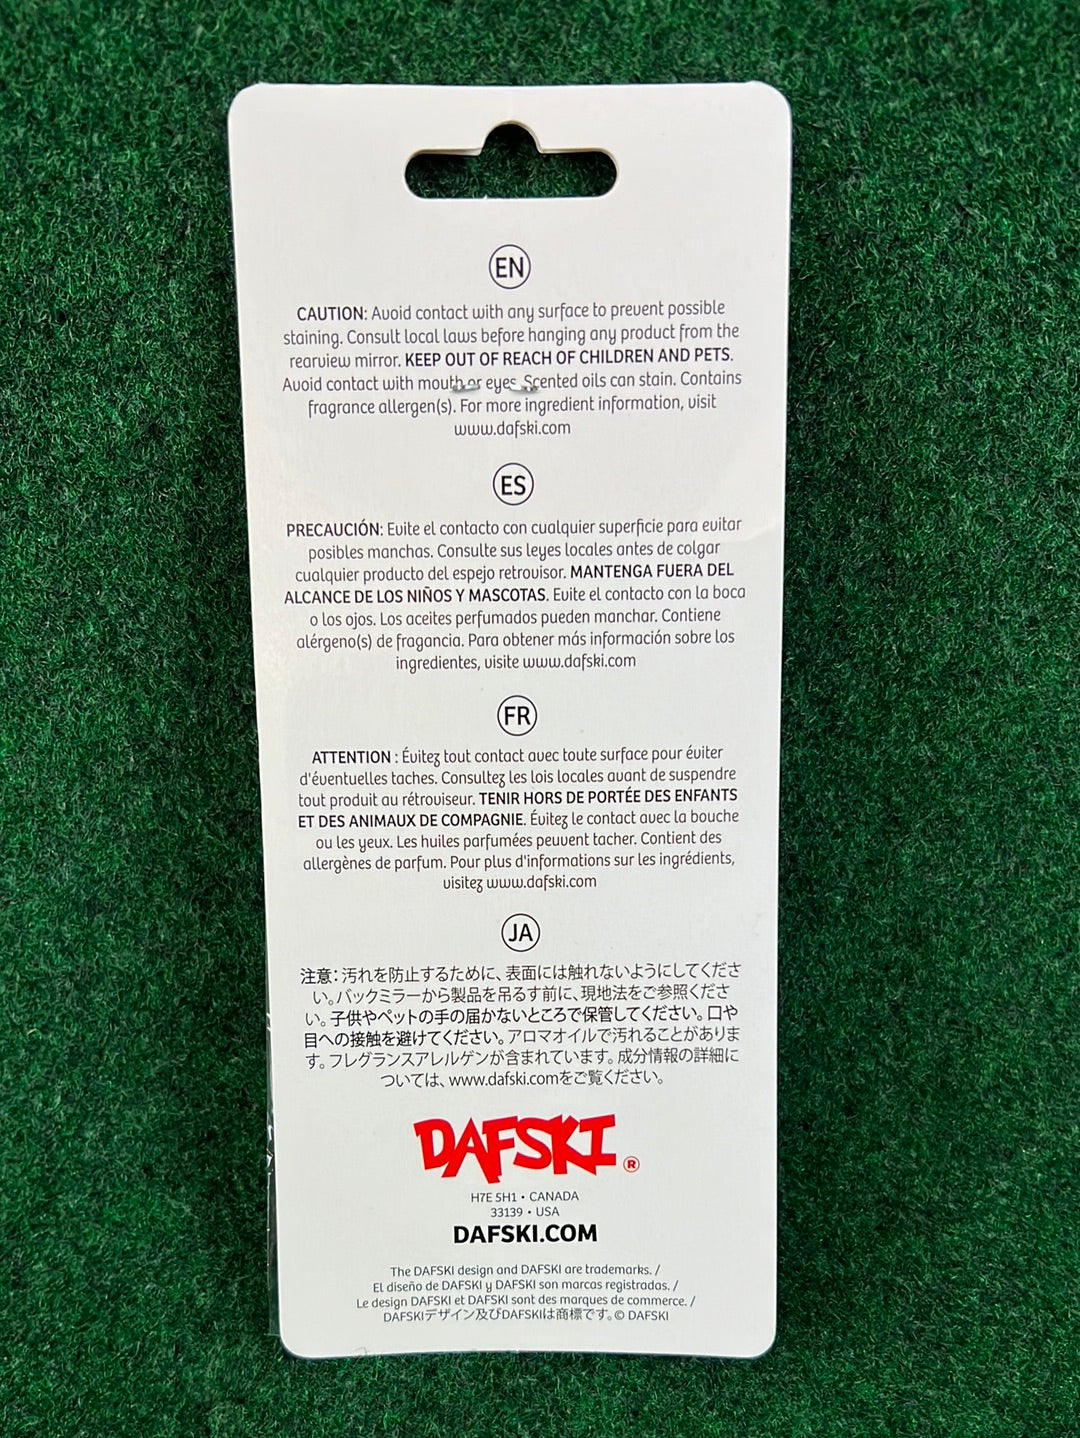 EN
CAUTION: Avoid contact with any surface to prevent possible
staining. Consult local laws before hanging any product from the
rearview mirror. KEEP OUT OF REACH OF CHILDREN AND PETS.
Avoid contact with mouth or eyes. Scented oils can stain. Contains
fragrance allergen(s). For more ingredient information, visit
www.dafski.com
ES
PRECAUCIÓN: Evite el contacto con cualquier superficie para evitar
posibles manchas. Consulte sus leyes locales antes de colgar
cualquier producto del espejo retrovisor. MANTENGA FUERA DEL
ALCANCE DE LOS NIÑOS Y MASCOTAS. Evite el contacto con la boca
o los ojos. Los aceites perfumados pueden manchar. Contiene
alérgeno(s) de fragancia. Para obtener más información sobre los
ingredientes, visite www.dafski.com
FR
ATTENTION : Évitez tout contact avec toute surface pour éviter
d'éventuelles taches. Consultez les lois locales avant de suspendre
tout produit au rétroviseur. TENIR HORS DE PORTÉE DES ENFANTS
ET DES ANIMAUX DE COMPAGNIE. Évitez le contact avec la bouche
ou les yeux. Les huiles parfumées peuvent tacher. Contient des
allergènes de parfum. Pour plus d'informations sur les ingrédients,
visitez www.dafski.com
JA
注意: 汚れを防止するために、表面には触れないようにしてくださ
い。バックミラーから製品を吊るす前に、現地法をご参照くださ
い。子供やペットの手の届かないところで保管してください。口や
目への接触を避けてください。アロマオイルで汚れることがありま
す。フレグランスアレルゲンが含まれています。成分情報の詳細に
ついては、www.dafski.comをご覧ください。
DAFSKI®
H7E 5H1 • CANADA
33139 • USA
DAFSKI.COM
The DAFSKI design and DAFSKI are trademarks. /
El diseño de DAFSKI y DAFSKI son marcas registradas. /
Le design DAFSKI et DAFSKI sont des marques de commerce. /
DAFSKIデザイン及びDAFSKIは商標です。© DAFSKI